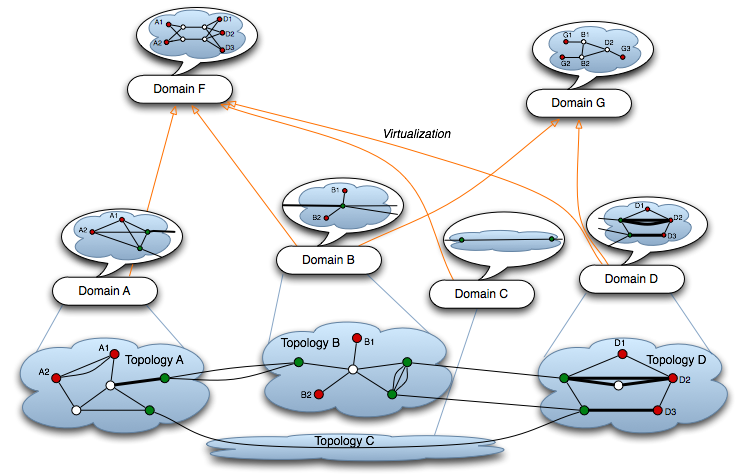 A1
A2
D1
D2
D3
Domain F
G1
B1
D2
G3
G2
B2
Domain G
Virtualization
A1
A2
Domain A
B1
B2
Domain B
Domain C
D1
D2
D3
Domain D
A1
A2
Topology A
Topology B
B1
B2
Topology C
D1
Topology D
D2
D3